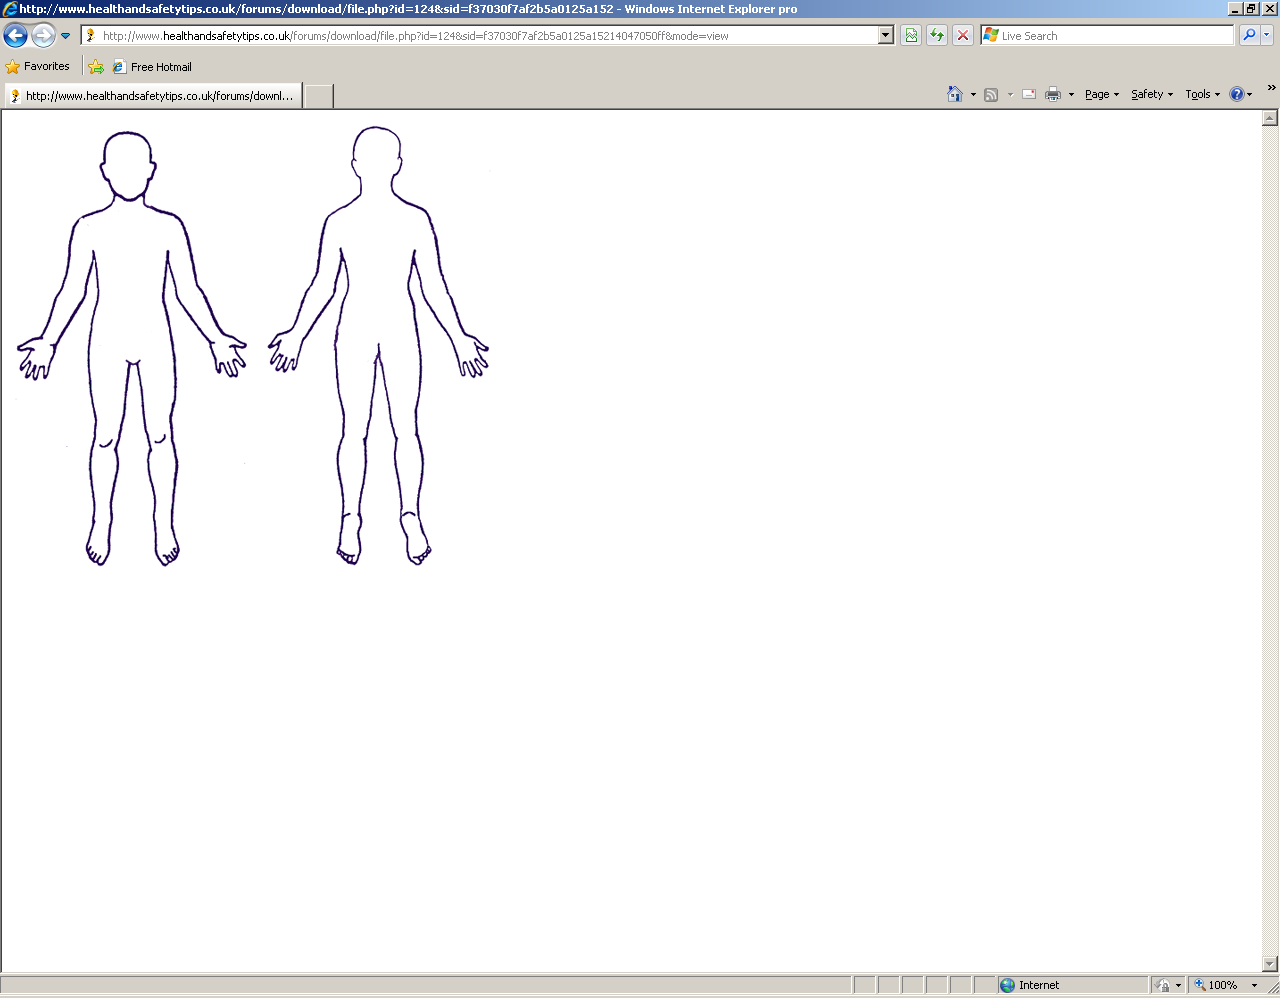 http://www.healthandsafetytips.co.uk/forums/download/file.php?id=124&sid=f37030f7af2b5a0125a152 - Windows Internet Explorer pro
http://www.healthandsafetytips.co.uk/forums/download/file.php?id=124&sid=f37030f7af2b5a0125a15214047050ff&mode=view
Live Search
Favorites
Free Hotmail
http://www.healthandsafetytips.co.uk/forums/downl...
Page
Safety
Tools
Internet
100%